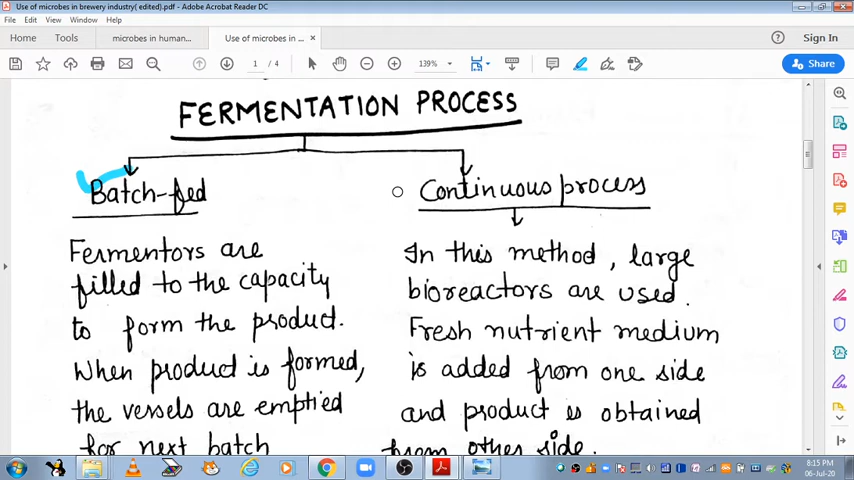 Use of microbes in brewery industry( edited).pdf - Adobe Acrobat Reader DC
File Edit View Window Help
Home Tools microbes in human... Use of microbes in ... × Sign In
1 / 4 139% Share
FERMENTATION PROCESS
Batch-fed
Fermentors are
filled to the capacity
to form the product.
When product is formed,
the vessels are emptied
for next batch
Continuous process
In this method, large
bioreactors are used.
Fresh nutrient medium
is added from one side
and product is obtained
from other side.
8:15 PM
06-Jul-20